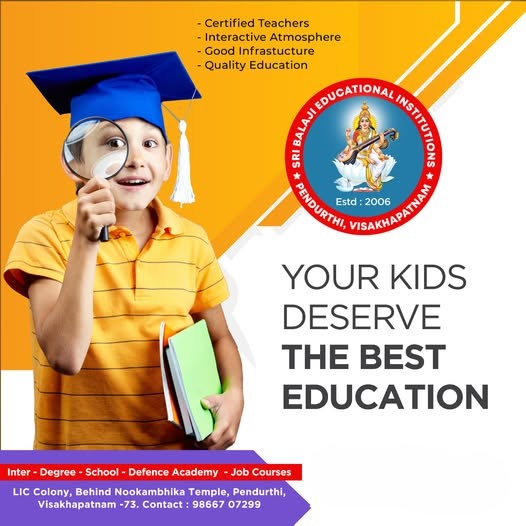 - Certified Teachers
- Interactive Atmosphere
- Good Infrastucture
- Quality Education
SRI BALAJI EDUCATIONAL INSTITUTIONS
Estd : 2006
★ PENDURTHI, VISAKHAPATNAM ★
YOUR KIDS
DESERVE
THE BEST
EDUCATION
Inter - Degree - School - Defence Academy - Job Courses
LIC Colony, Behind Nookambhika Temple, Pendurthi,
Visakhapatnam -73. Contact : 98667 07299